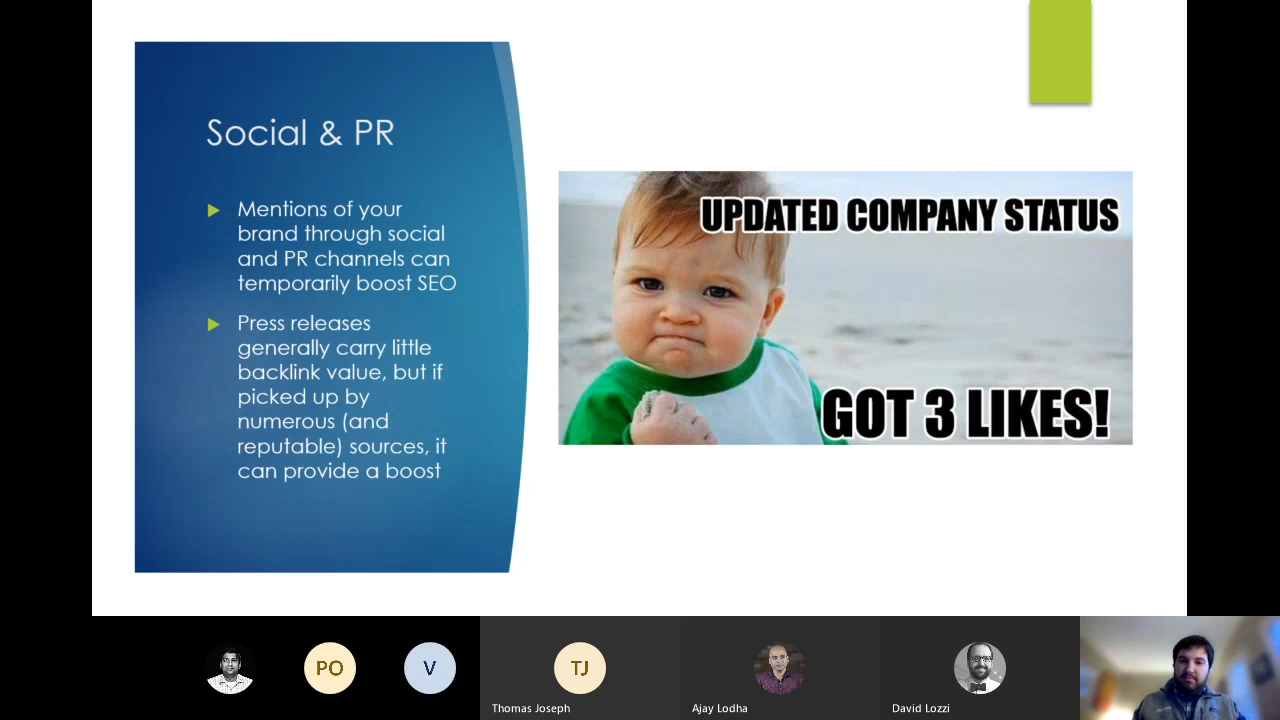 Social & PR
Mentions of your
brand through social
and PR channels can
temporarily boost SEO
Press releases
generally carry little
backlink value, but if
picked up by
numerous (and
reputable) sources, it
can provide a boost
UPDATED COMPANY STATUS
GOT 3 LIKES!
PO
V
TJ
Thomas Joseph
Ajay Lodha
David Lozzi